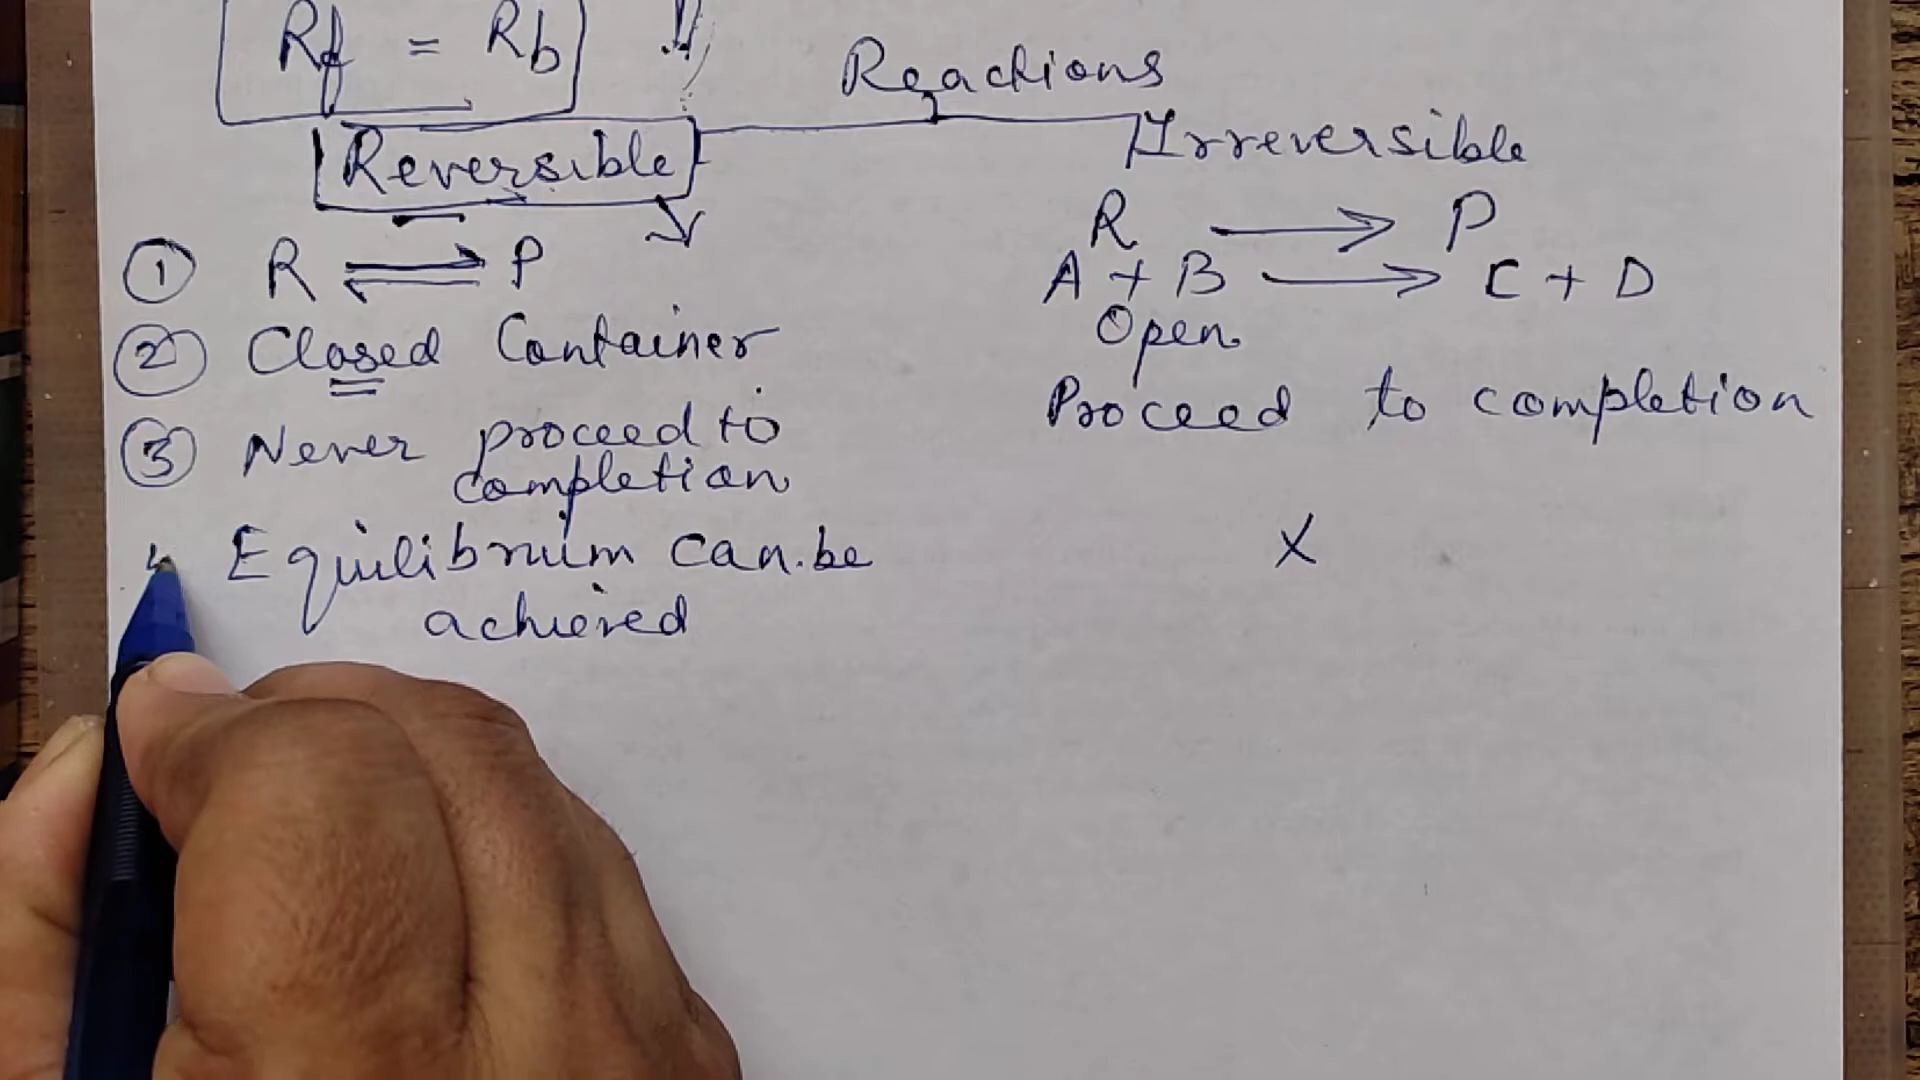 Rf = Rb !!
Reactions
Reversible Irreversible
① R ⇌ P R → P
A + B → C + D
② Closed Container Open
③ Never proceed to Proceed to completion
completion
4 Equilibrium can be X
achieved